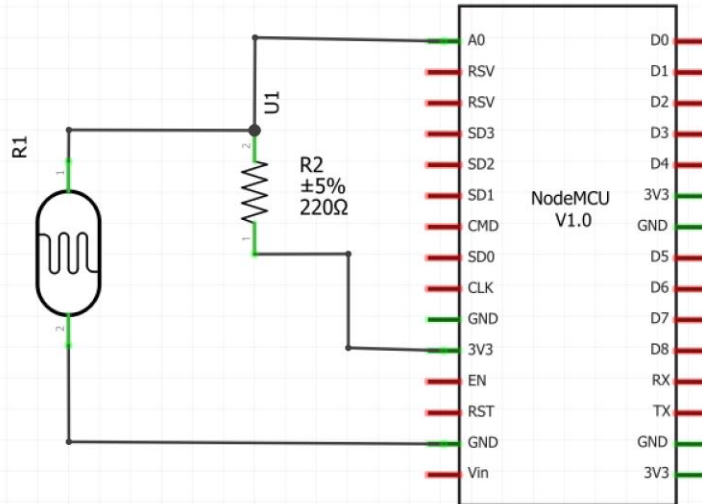 U1
R1
1
2
2
R2
±5%
220Ω
1
NodeMCU
V1.0
A0
RSV
RSV
SD3
SD2
SD1
CMD
SD0
CLK
GND
3V3
EN
RST
GND
Vin
D0
D1
D2
D3
D4
3V3
GND
D5
D6
D7
D8
RX
TX
GND
3V3